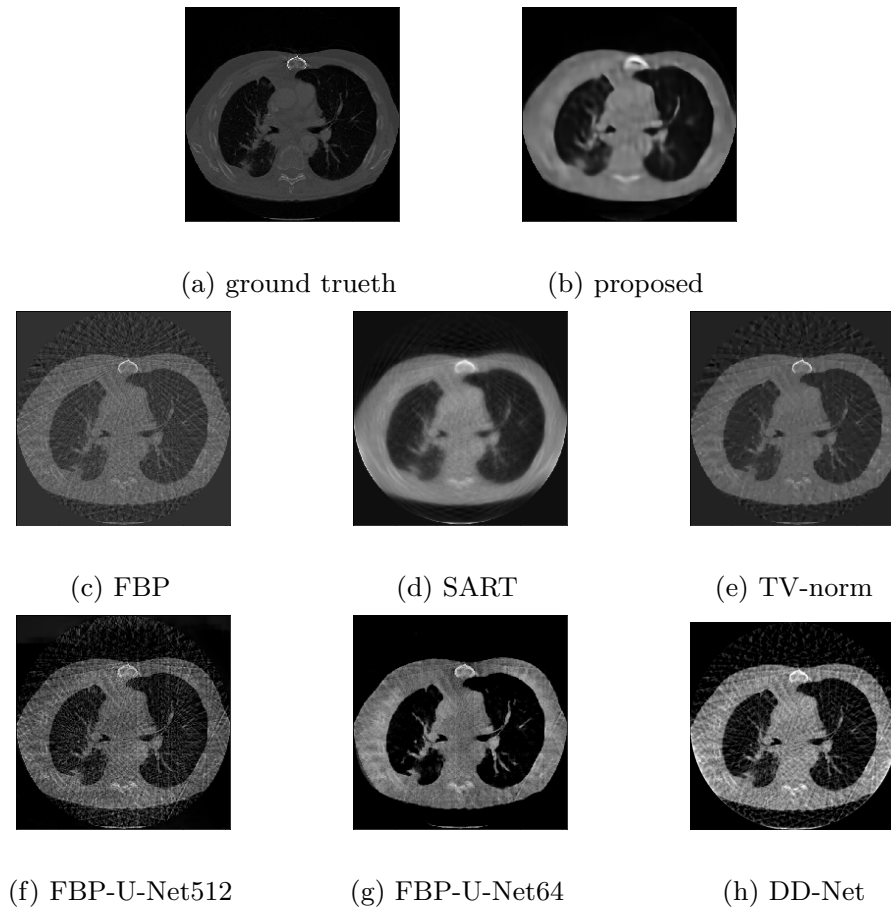 (a) ground trueth
(b) proposed
(c) FBP
(d) SART
(e) TV-norm
(f) FBP-U-Net512
(g) FBP-U-Net64
(h) DD-Net